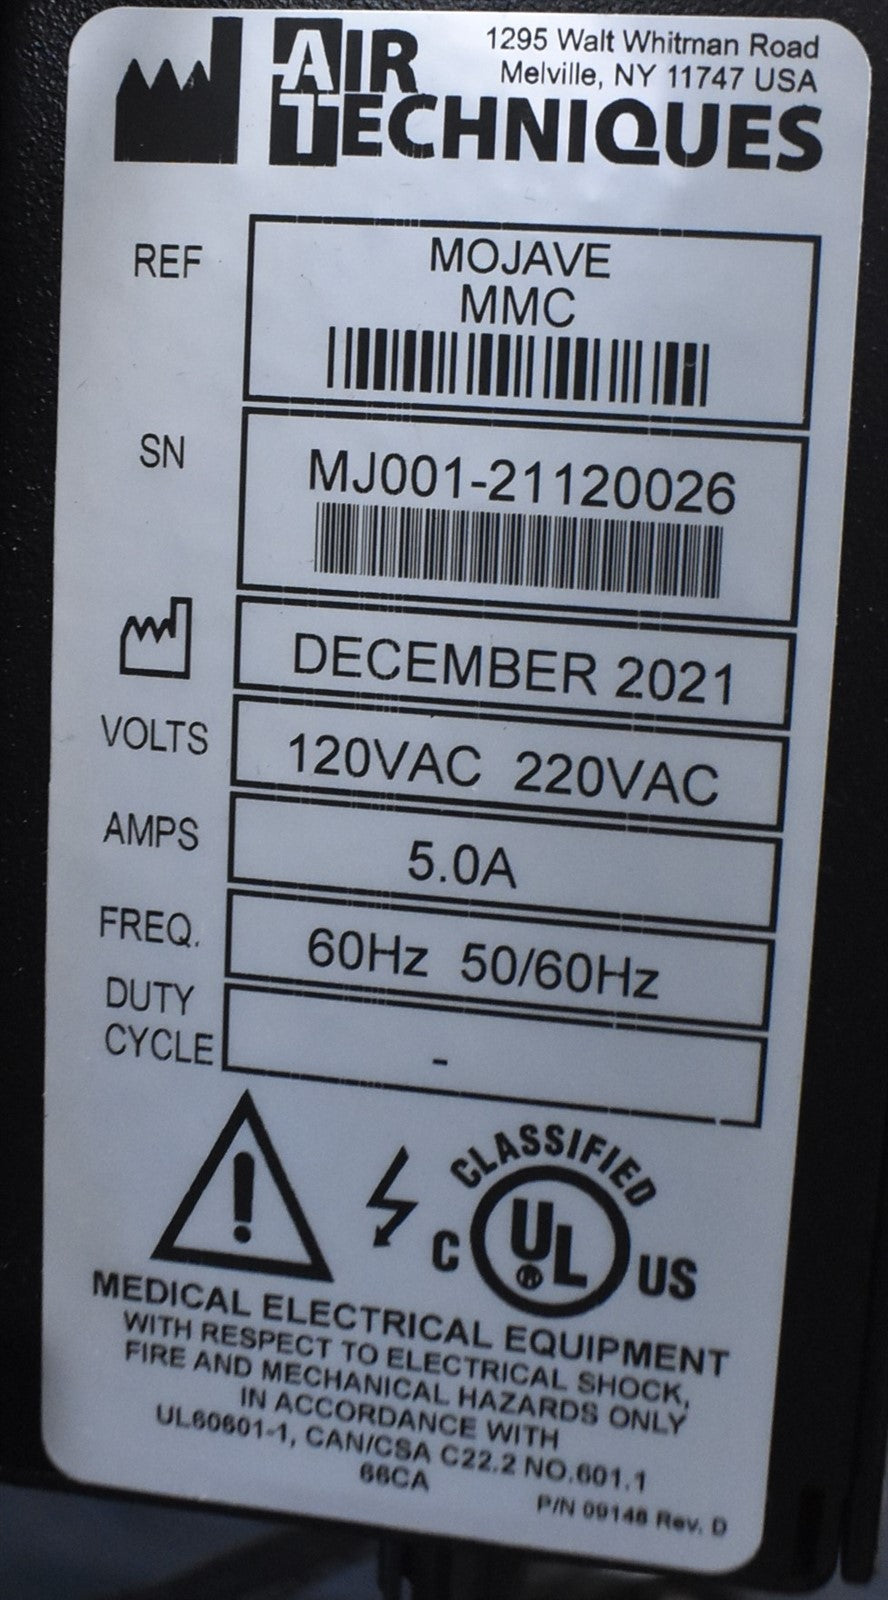 1295 Walt Whitman Road
Melville, NY 11747 USA
AIR
TECHNIQUES
REF
MOJAVE
MMC
SN
MJ001-21120026
DECEMBER 2021
VOLTS
120VAC 220VAC
AMPS
5.0A
FREQ.
60Hz 50/60Hz
DUTY
CYCLE
-
CLASSIFIED
C UL ® US
MEDICAL ELECTRICAL EQUIPMENT
WITH RESPECT TO ELECTRICAL SHOCK,
FIRE AND MECHANICAL HAZARDS ONLY
IN ACCORDANCE WITH
UL60601-1, CAN/CSA C22.2 NO.601.1
66CA
P/N 09148 Rev. D